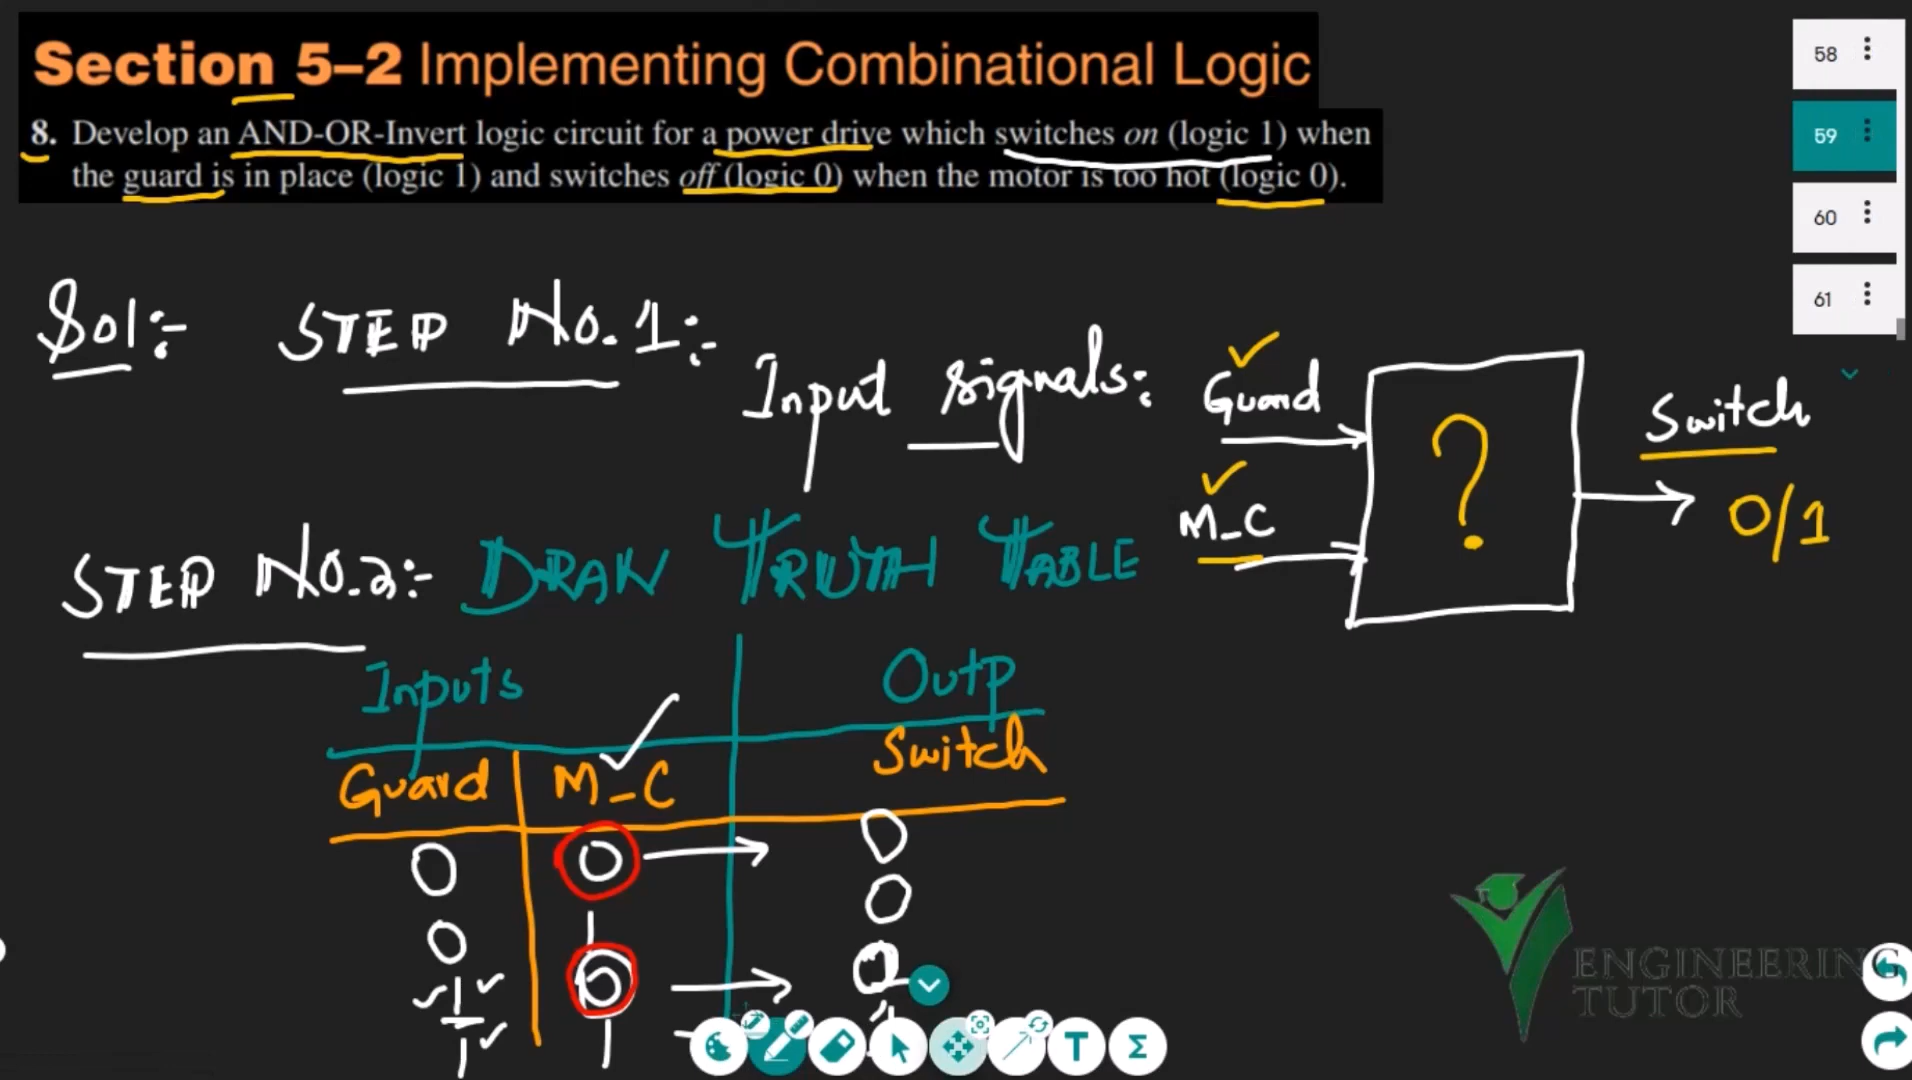 Section 5–2 Implementing Combinational Logic
8. Develop an AND-OR-Invert logic circuit for a power drive which switches on (logic 1) when
the guard is in place (logic 1) and switches off (logic 0) when the motor is too hot (logic 0).
58
59
60
61
Sol:- STEP No.1:-
Input signals:
Guard
M_C
?
Switch
0/1
STEP No.2:- DRAW TRUTH TABLE
Inputs Outp
Guard M_C Switch
0 0 0
0 1 0
1 0
1 1 1
T Σ
ENGINEERING
TUTOR